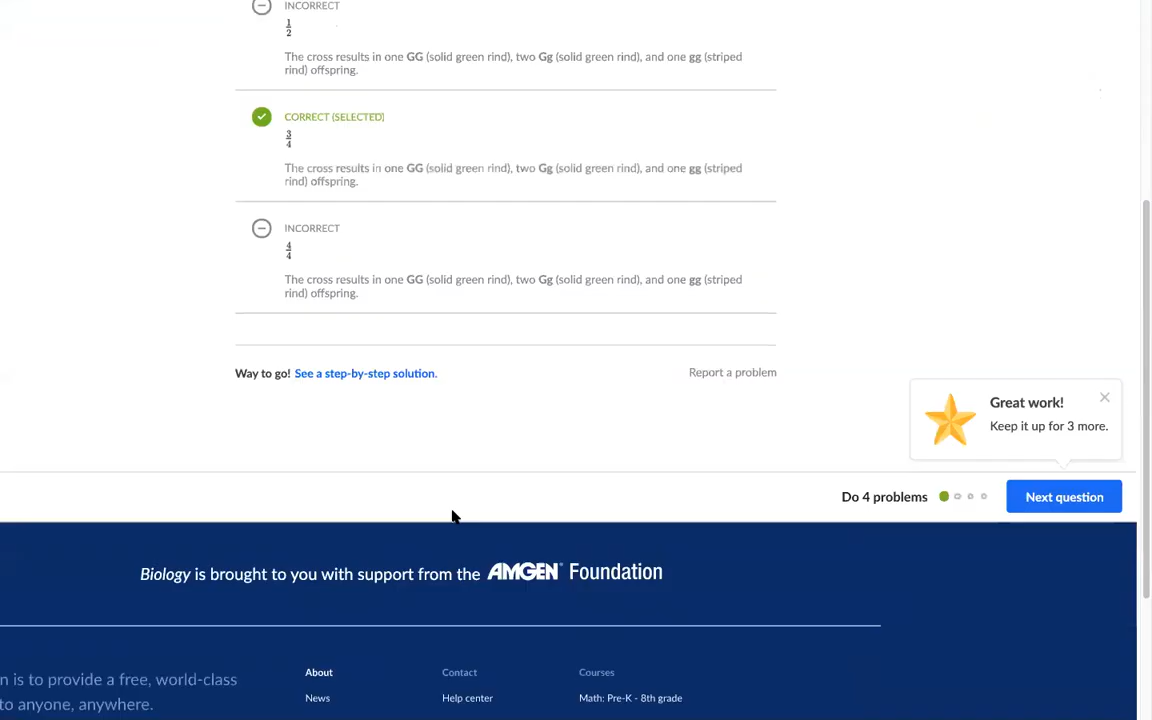 INCORRECT
1
2
The cross results in one GG (solid green rind), two Gg (solid green rind), and one gg (striped
rind) offspring.
CORRECT (SELECTED)
3
4
The cross results in one GG (solid green rind), two Gg (solid green rind), and one gg (striped
rind) offspring.
INCORRECT
4
4
The cross results in one GG (solid green rind), two Gg (solid green rind), and one gg (striped
rind) offspring.
Way to go! See a step-by-step solution.
Report a problem
Great work!
Keep it up for 3 more.
Do 4 problems
Next question
Biology is brought to you with support from the AMGEN Foundation
n is to provide a free, world-class
to anyone, anywhere.
About
News
Contact
Help center
Courses
Math: Pre-K - 8th grade